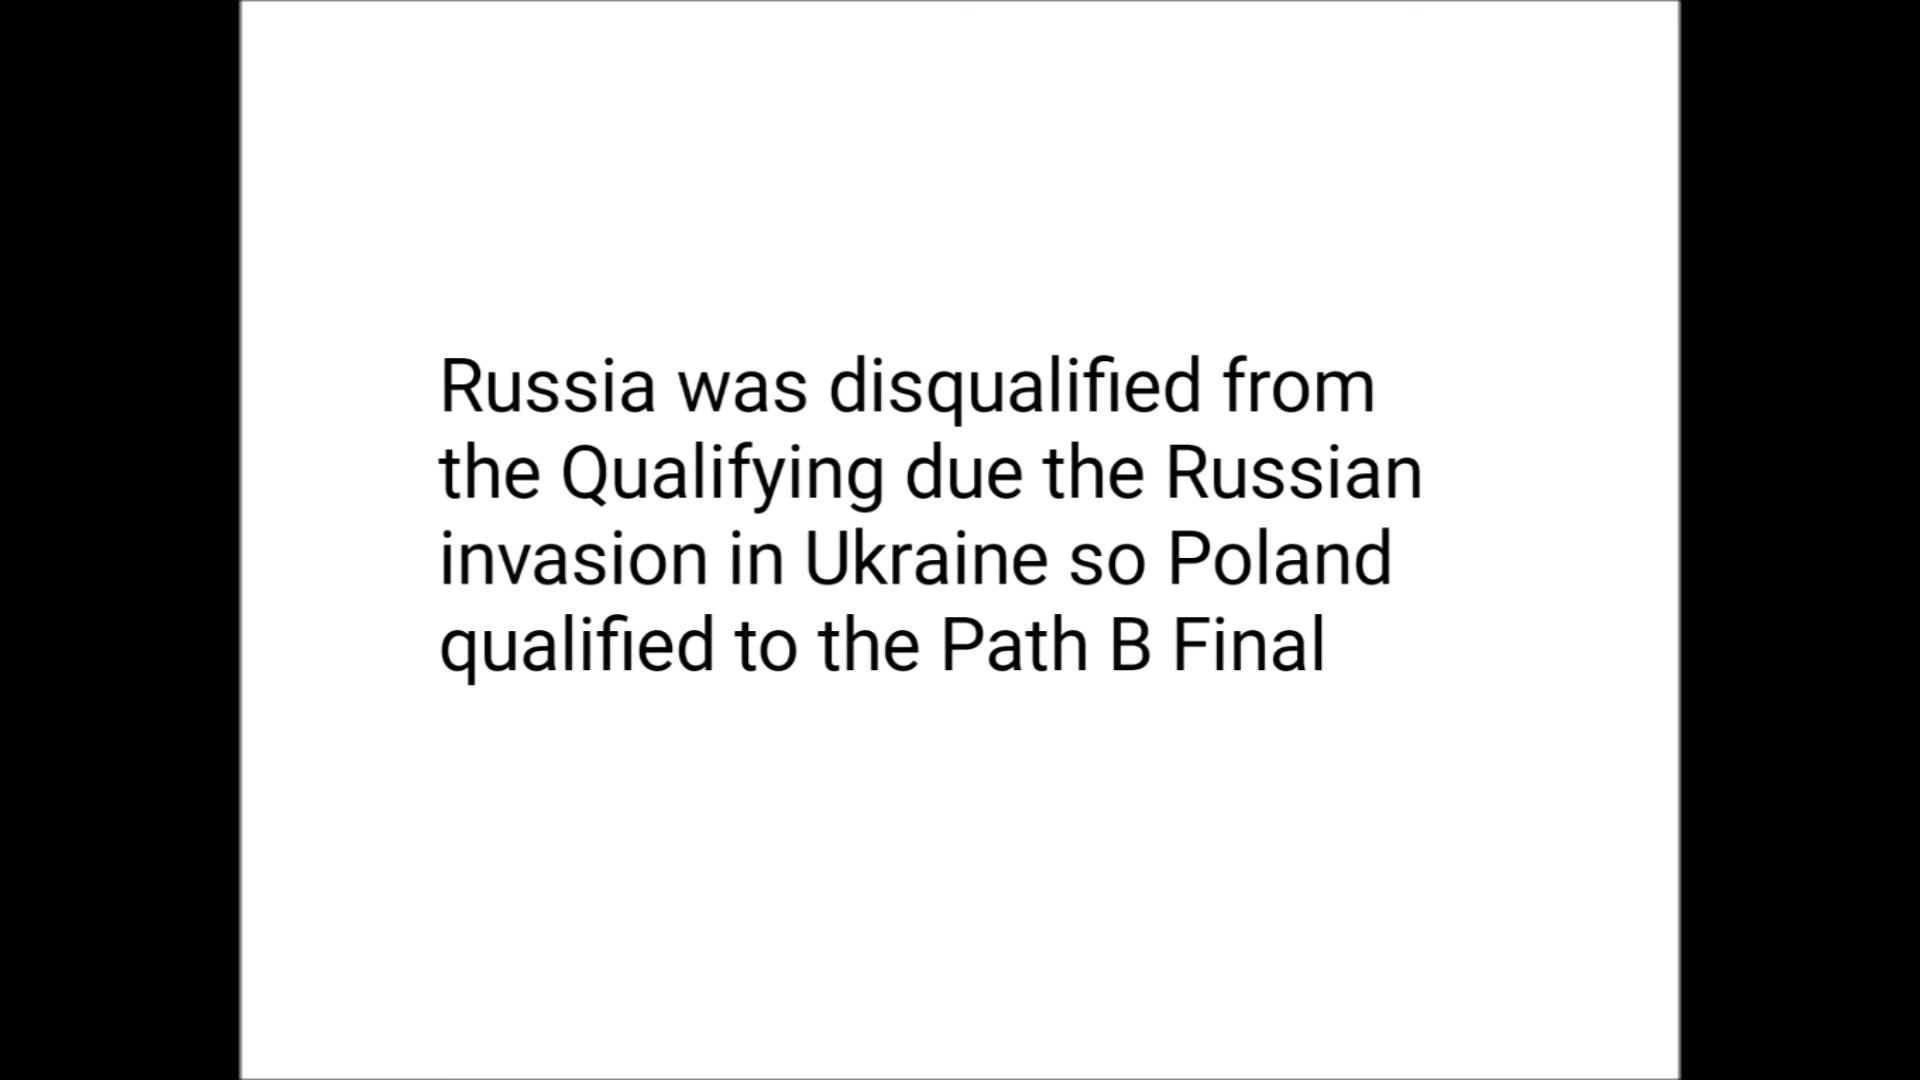 Russia was disqualified from
the Qualifying due the Russian
invasion in Ukraine so Poland
qualified to the Path B Final